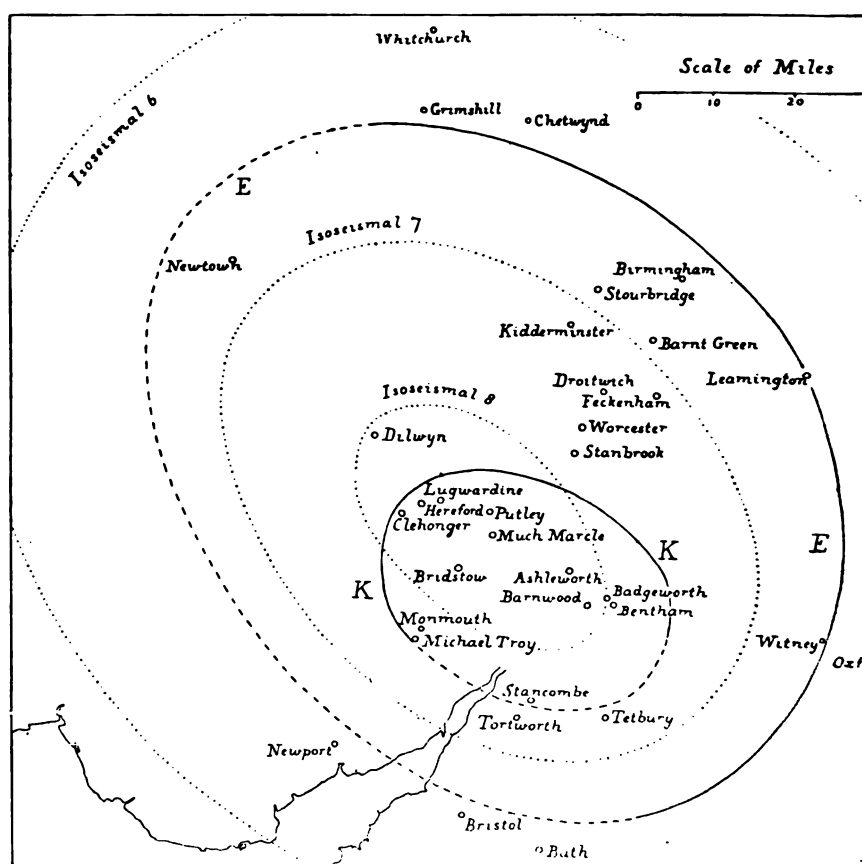 Whitchurch
Scale of Miles
0 10 20
Isoseismal 6
Grimshill
Chetwynd
E
Isoseismal 7
Newtown
Birmingham
Stourbridge
Kidderminster
Barnt Green
Leamington
Droitwich
Feckenham
Isoseismal 8
Dilwyn
Worcester
Stanbrook
Lugwardine
Hereford
Putley
Clehonger
Much Marcle
K
E
Bridstow
Ashleworth
K
Barnwood
Badgeworth
Bentham
Monmouth
Michael Troy
Witney
Oxf
Stancombe
Tortworth
Tetbury
Newport
Bristol
Bath